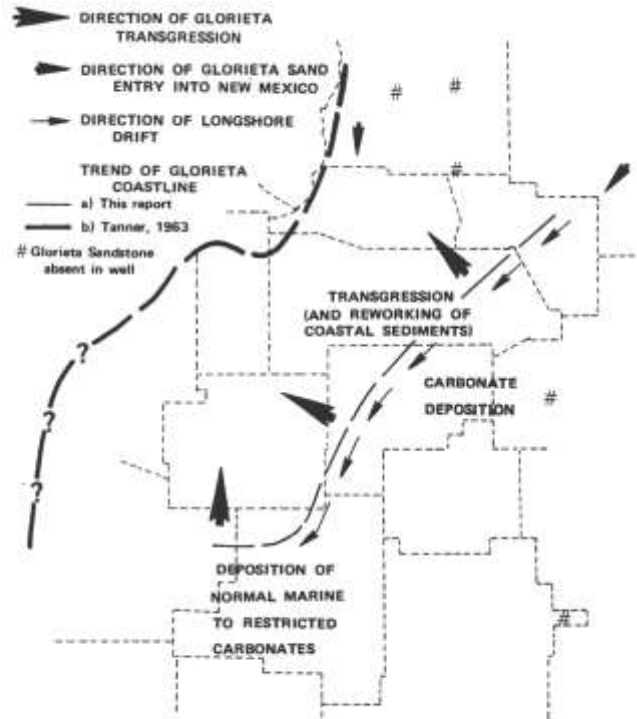 DIRECTION OF GLORIETA
TRANSGRESSION
DIRECTION OF GLORIETA SAND
ENTRY INTO NEW MEXICO
DIRECTION OF LONGSHORE
DRIFT
TREND OF GLORIETA
COASTLINE
a) This report
b) Tanner, 1963
# Glorieta Sandstone
absent in well
#
#
#
TRANSGRESSION
(AND REWORKING OF
COASTAL SEDIMENTS)
?
CARBONATE
DEPOSITION
#
?
?
DEPOSITION OF
NORMAL MARINE
TO RESTRICTED
CARBONATES
#